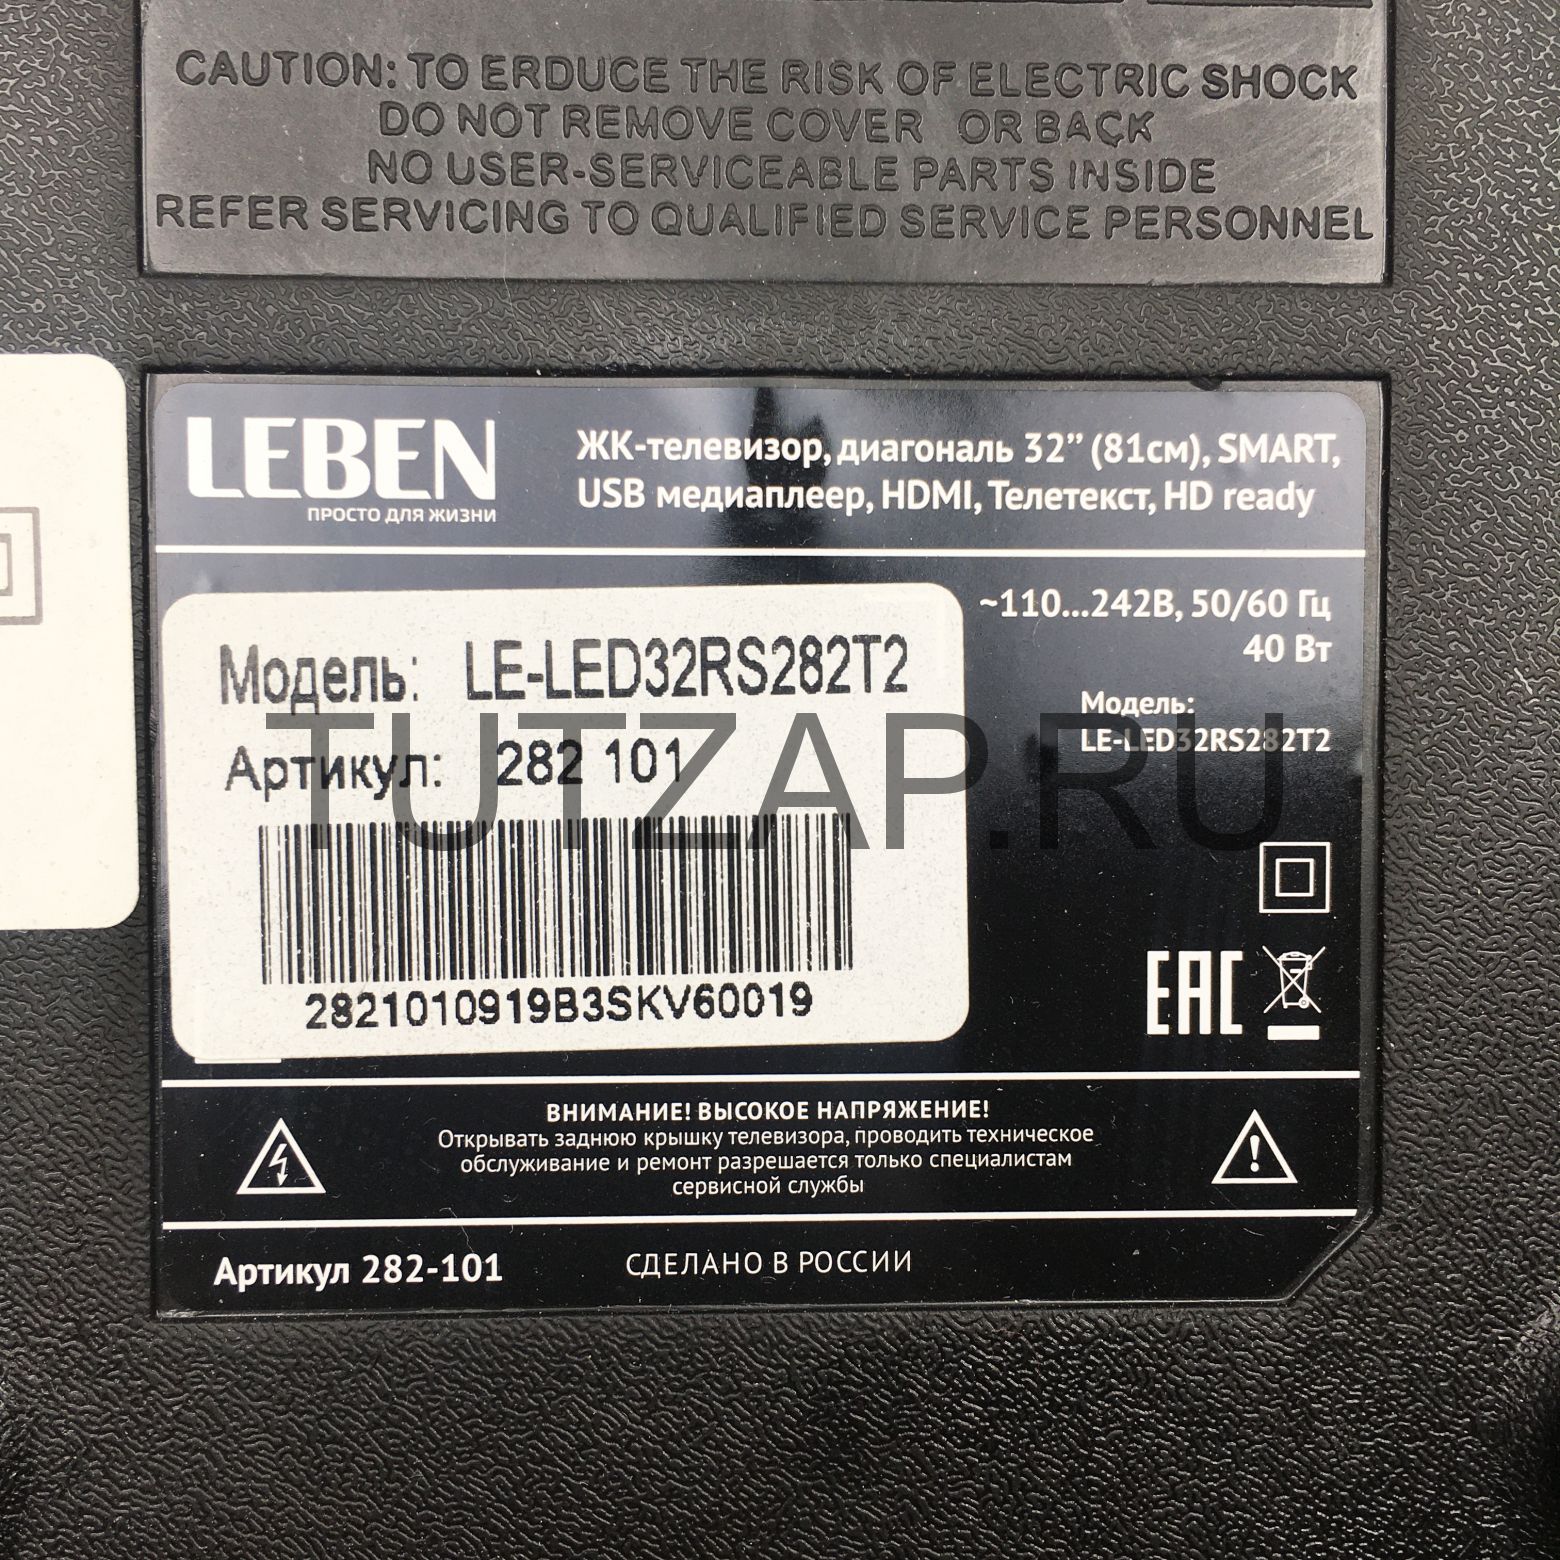 CAUTION: TO ERDUCE THE RISK OF ELECTRIC SHOCK
DO NOT REMOVE COVER OR BACK
NO USER-SERVICEABLE PARTS INSIDE
REFER SERVICING TO QUALIFIED SERVICE PERSONNEL
LEBEN
ПРОСТО ДЛЯ ЖИЗНИ
ЖК-телевизор, диагональ 32” (81см), SMART,
USB медиаплеер, HDMI, Телетекст, HD ready
~110...242В, 50/60 Гц
40 Вт
Модель:
LE-LED32RS282T2
Модель: LE-LED32RS282T2
Артикул: 282 101
2821010919B3SKV60019
TUTZAP.RU
EAC
ВНИМАНИЕ! ВЫСОКОЕ НАПРЯЖЕНИЕ!
Открывать заднюю крышку телевизора, проводить техническое
обслуживание и ремонт разрешается только специалистам
сервисной службы
Артикул 282-101
СДЕЛАНО В РОССИИ